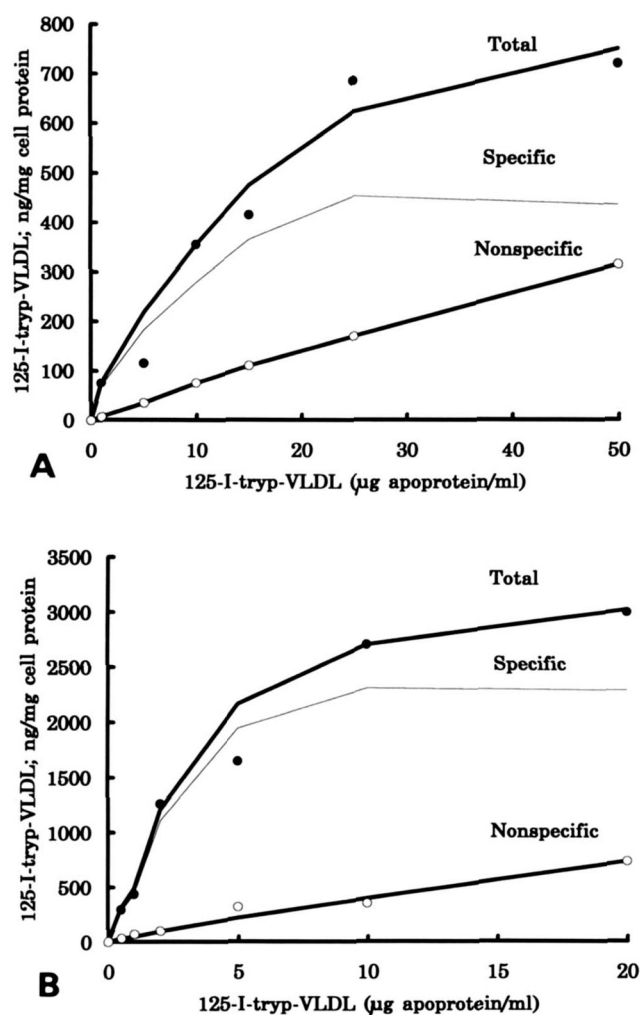 800
700
600
500
400
300
200
100
0
125-I-tryp-VLDL; ng/mg cell protein
Total
Specific
Nonspecific
0 10 20 30 40 50
125-I-tryp-VLDL (µg apoprotein/ml)
A
3500
3000
2500
2000
1500
1000
500
0
125-I-tryp-VLDL; ng/mg cell protein
Total
Specific
Nonspecific
0 5 10 15 20
125-I-tryp-VLDL (µg apoprotein/ml)
B